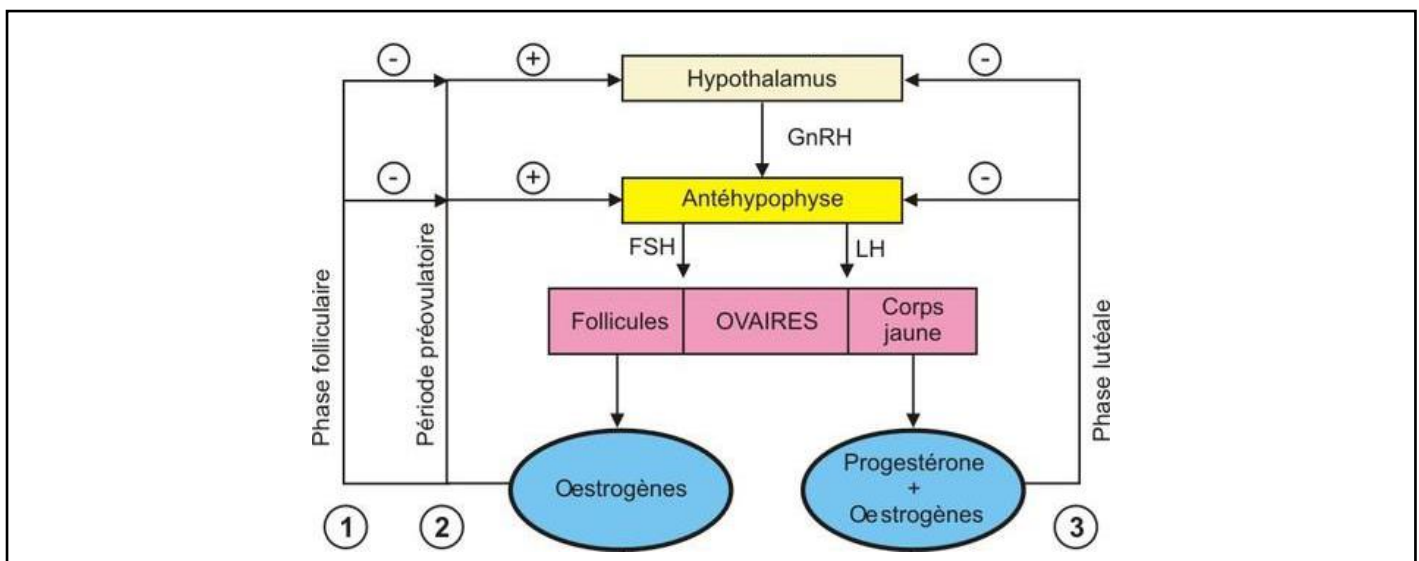 - + -
Hypothalamus
GnRH
- + -
Antéhypophyse
FSH LH
Follicules OVAIRES Corps
jaune
Phase folliculaire
Période préovulatoire
Phase lutéale
Oestrogènes
Progestérone
+
Oestrogènes
1 2 3